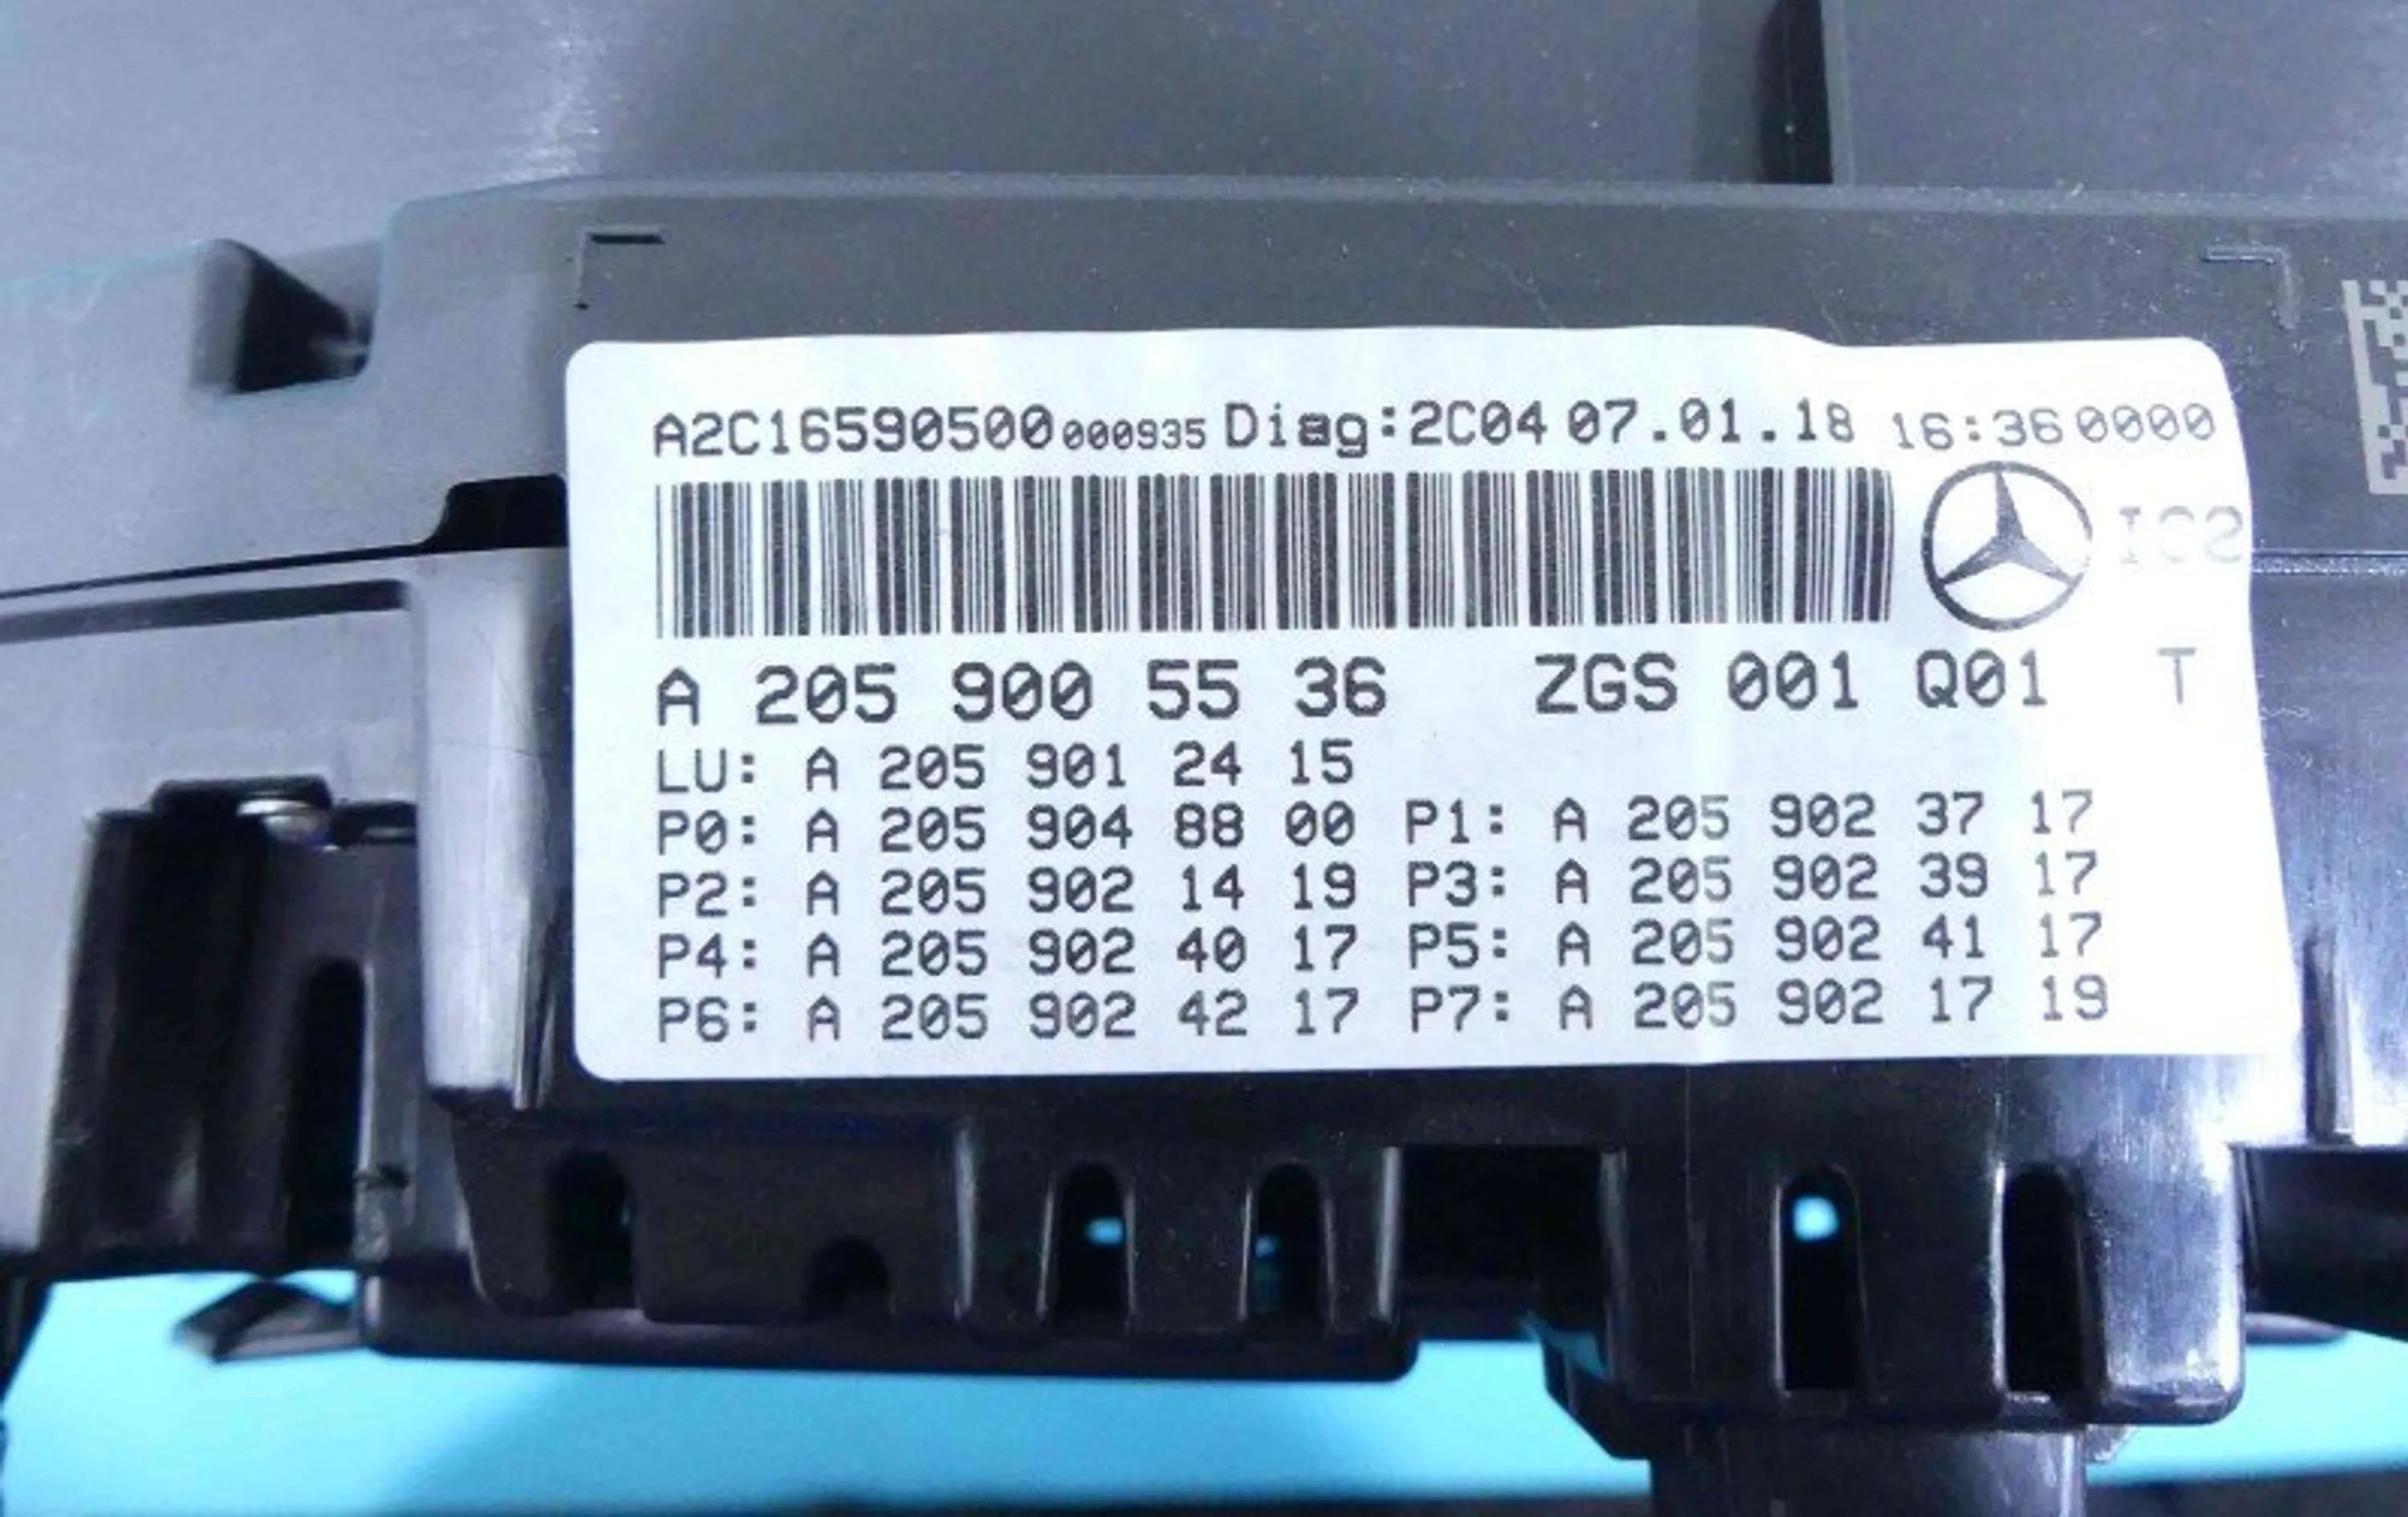 A2C16590500000935 Diag:2C04 07.01.18 16:360000
IC2
A 205 900 55 36 ZGS 001 Q01 T
LU: A 205 901 24 15
P0: A 205 904 88 00 P1: A 205 902 37 17
P2: A 205 902 14 19 P3: A 205 902 39 17
P4: A 205 902 40 17 P5: A 205 902 41 17
P6: A 205 902 42 17 P7: A 205 902 17 19